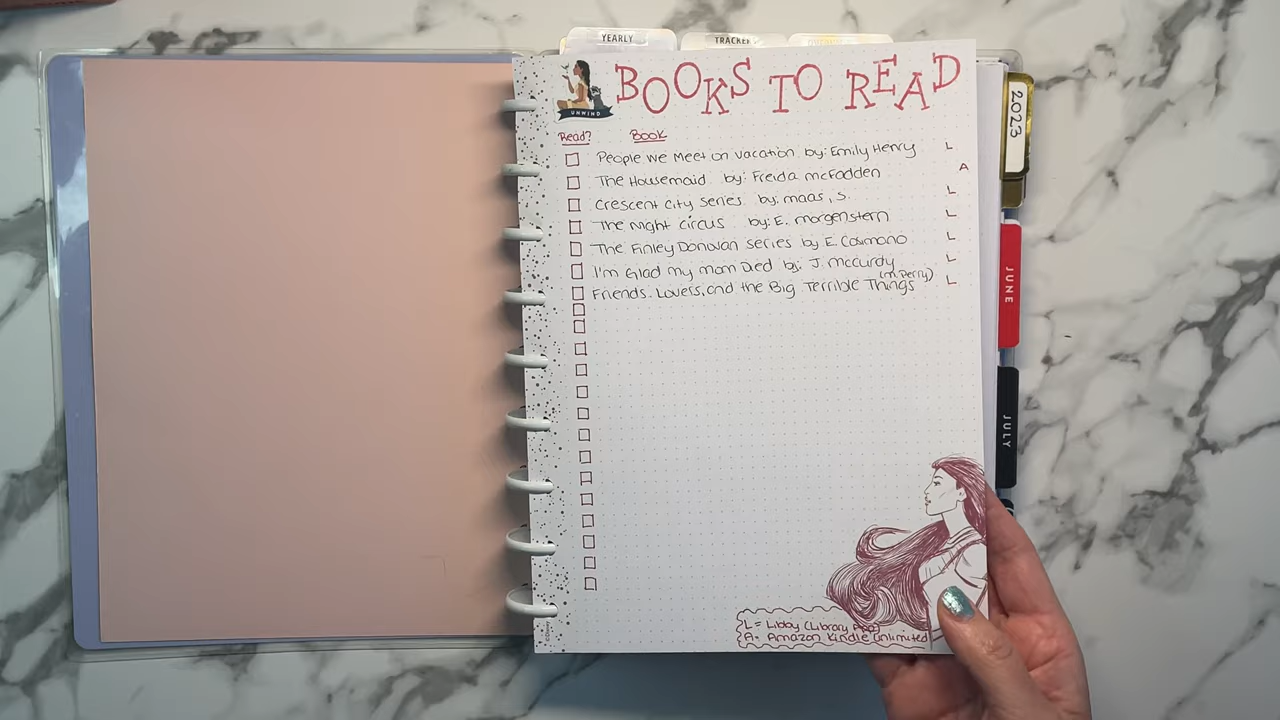 YEARLY
TRACKER
2023
UNWIND
BOOKS TO READ
Read? Book
People We Meet on Vacation by: Emily Henry L
The Housemaid by: Freida McFadden A
Crescent City Series by: Maas, S. L
The Night Circus by: E. Morgenstern L
The Finley Donovan Series by E. Cosimano L
I'm Glad my mom Died by: J. McCurdy L
Friends, Lovers, and the Big Terrible Things (M. Perry) L
JUNE
JULY
L = Libby (Library App)
A= Amazon Kindle Unlimited